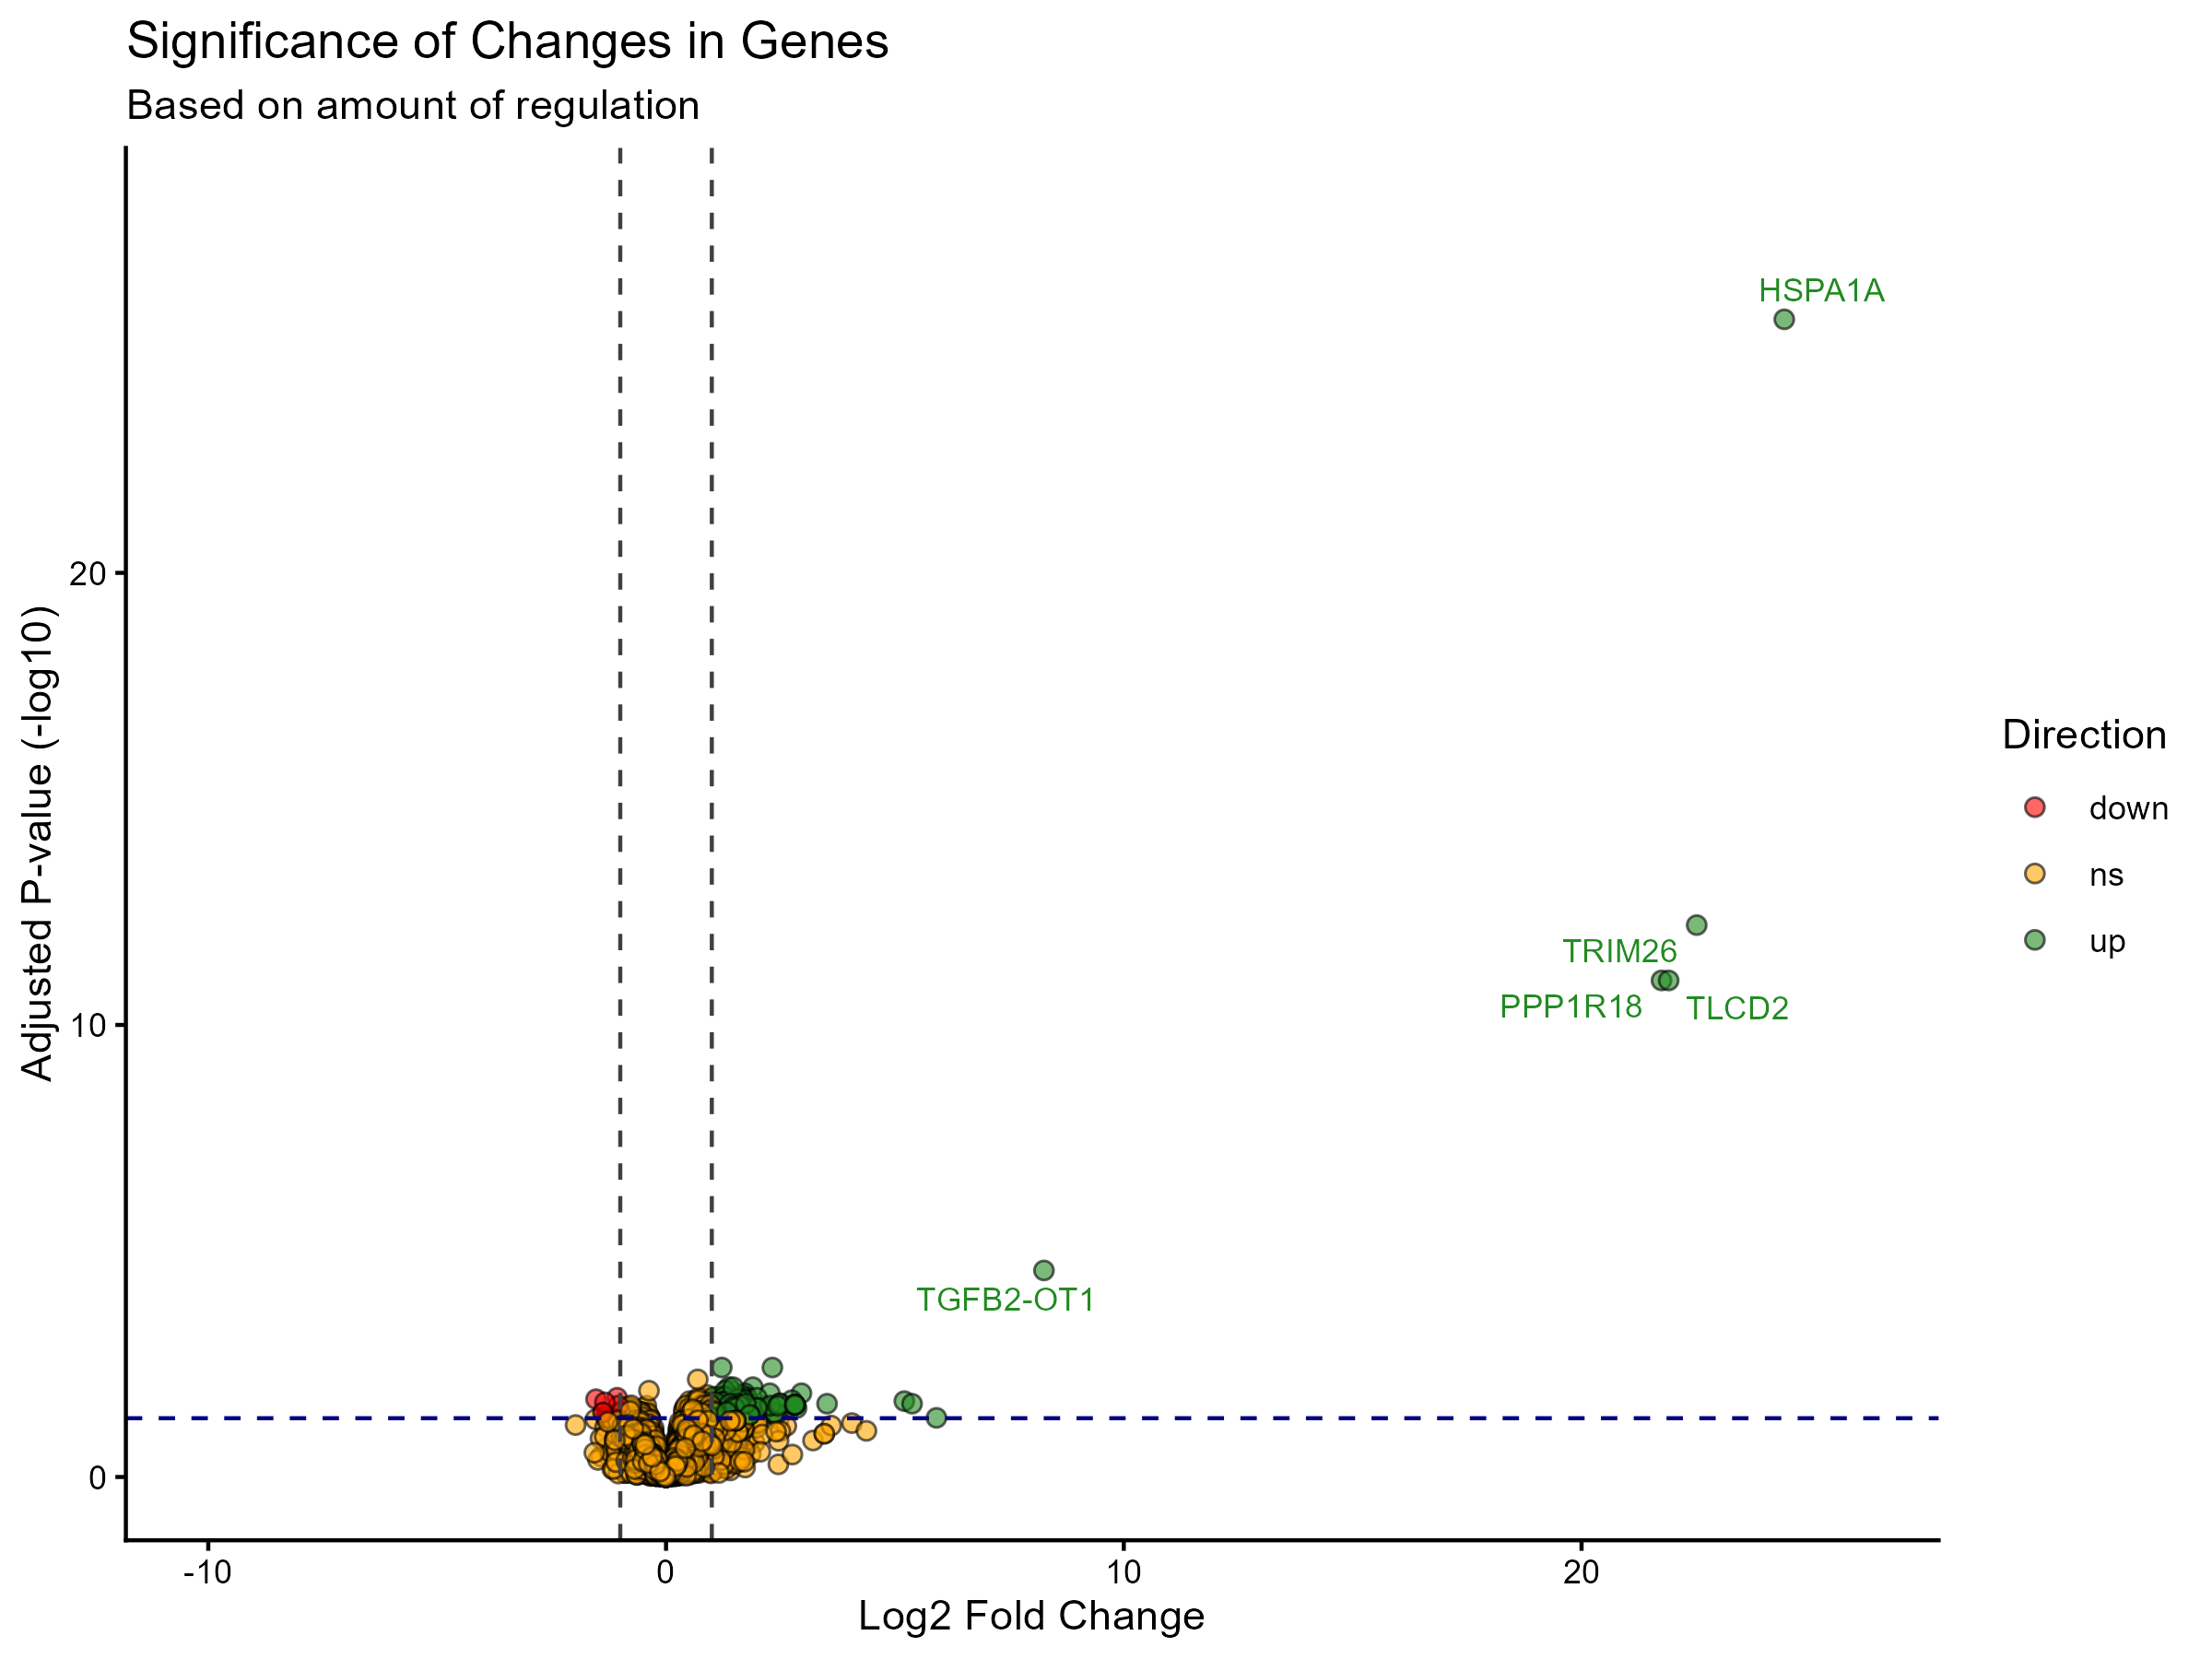 Significance of Changes in Genes
Based on amount of regulation
HSPA1A
TRIM26
PPP1R18
TLCD2
TGFB2-OT1
Adjusted P-value (-log10)
20
10
0
-10
0
10
20
Log2 Fold Change
Direction
down
ns
up